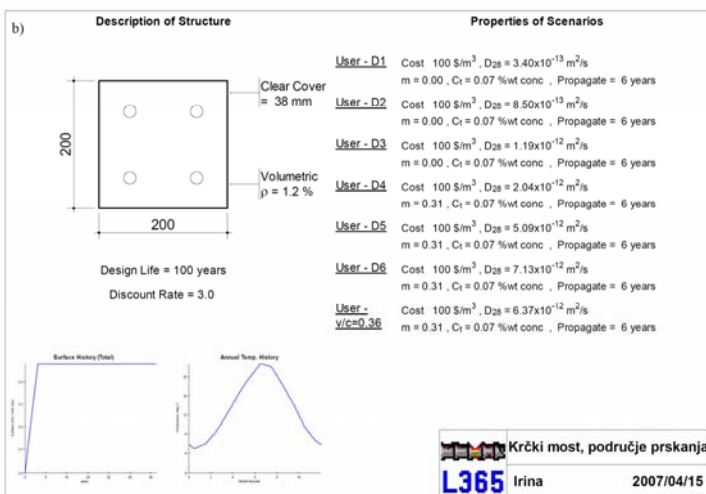 b)
Description of Structure
Clear Cover
= 38 mm
Volumetric
ρ = 1.2 %
200
200
Design Life = 100 years
Discount Rate = 3.0
Properties of Scenarios
User - D1 Cost 100 $/m³ , D28 = 3.40x10⁻¹³ m²/s
m = 0.00 , Ct = 0.07 %wt conc , Propagate = 6 years
User - D2 Cost 100 $/m³ , D28 = 8.50x10⁻¹³ m²/s
m = 0.00 , Ct = 0.07 %wt conc , Propagate = 6 years
User - D3 Cost 100 $/m³ , D28 = 1.19x10⁻¹² m²/s
m = 0.00 , Ct = 0.07 %wt conc , Propagate = 6 years
User - D4 Cost 100 $/m³ , D28 = 2.04x10⁻¹² m²/s
m = 0.31 , Ct = 0.07 %wt conc , Propagate = 6 years
User - D5 Cost 100 $/m³ , D28 = 5.09x10⁻¹² m²/s
m = 0.31 , Ct = 0.07 %wt conc , Propagate = 6 years
User - D6 Cost 100 $/m³ , D28 = 7.13x10⁻¹² m²/s
m = 0.31 , Ct = 0.07 %wt conc , Propagate = 6 years
User - v/c=0.36 Cost 100 $/m³ , D28 = 6.37x10⁻¹² m²/s
m = 0.31 , Ct = 0.07 %wt conc , Propagate = 6 years
Surface History (Total)
Annual Temp. History
Krčki most, područje prskanja
L365 Irina 2007/04/15